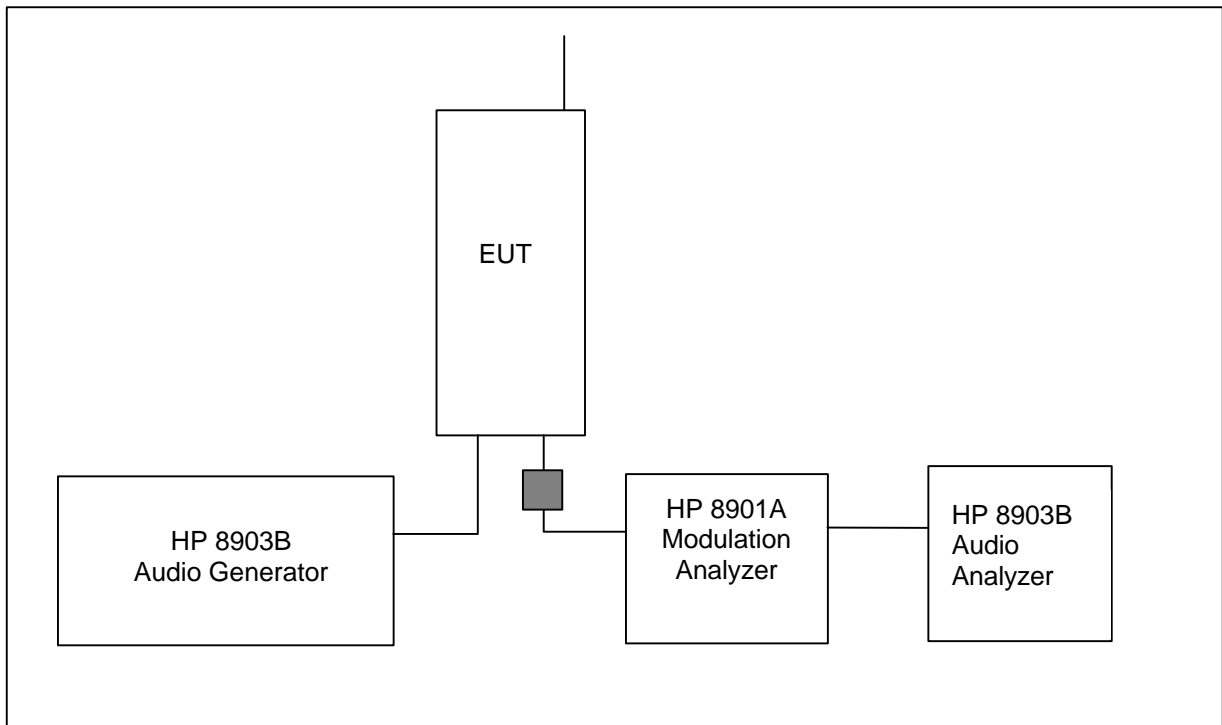 EUT
HP 8903B
Audio Generator
HP 8901A
Modulation
Analyzer
HP 8903B
Audio
Analyzer